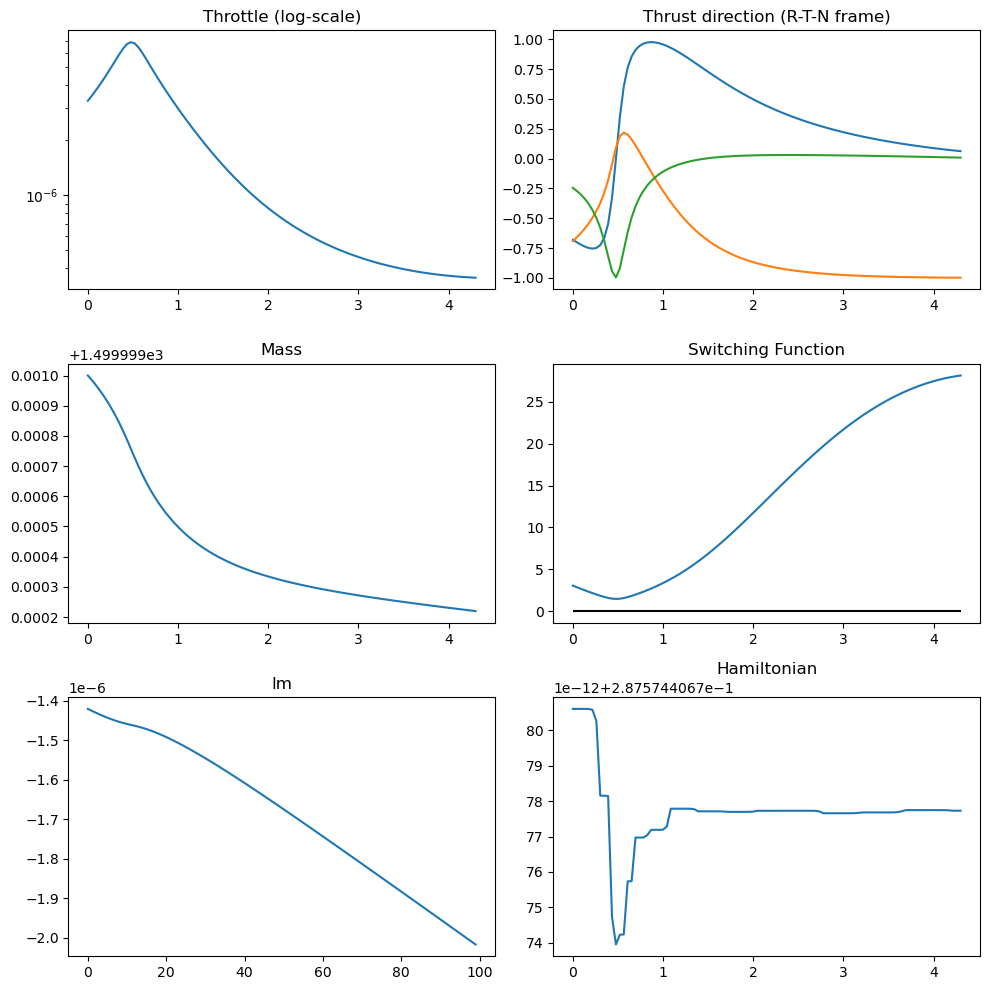 Throttle (log-scale)
10⁻⁶
0 1 2 3 4
Thrust direction (R-T-N frame)
1.00
0.75
0.50
0.25
0.00
−0.25
−0.50
−0.75
−1.00
0 1 2 3 4
Mass
+1.499999e3
0.0010
0.0009
0.0008
0.0007
0.0006
0.0005
0.0004
0.0003
0.0002
0 1 2 3 4
Switching Function
25
20
15
10
5
0
0 1 2 3 4
lm
1e−6
−1.4
−1.5
−1.6
−1.7
−1.8
−1.9
−2.0
0 20 40 60 80 100
Hamiltonian
1e−12+2.875744067e−1
80
79
78
77
76
75
74
0 1 2 3 4